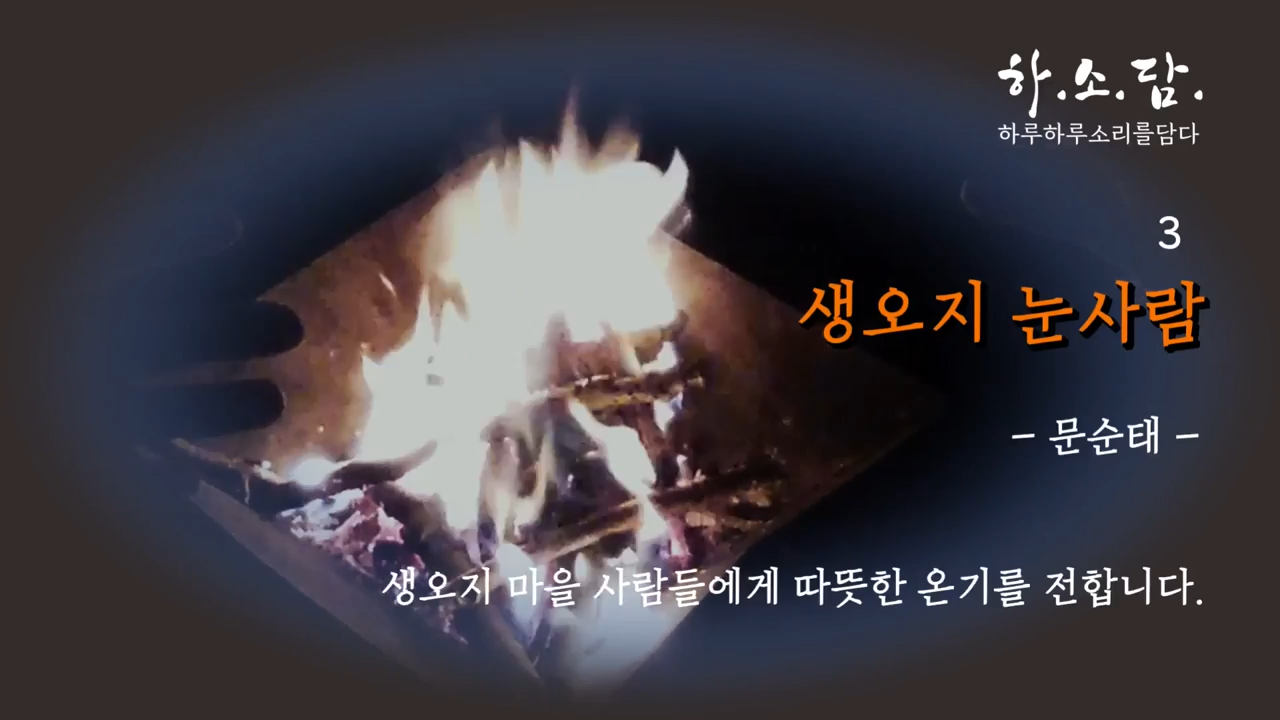 하.소.담.
하루하루소리를담다
3
생오지 눈사람
– 문순태 –
생오지 마을 사람들에게 따뜻한 온기를 전합니다.